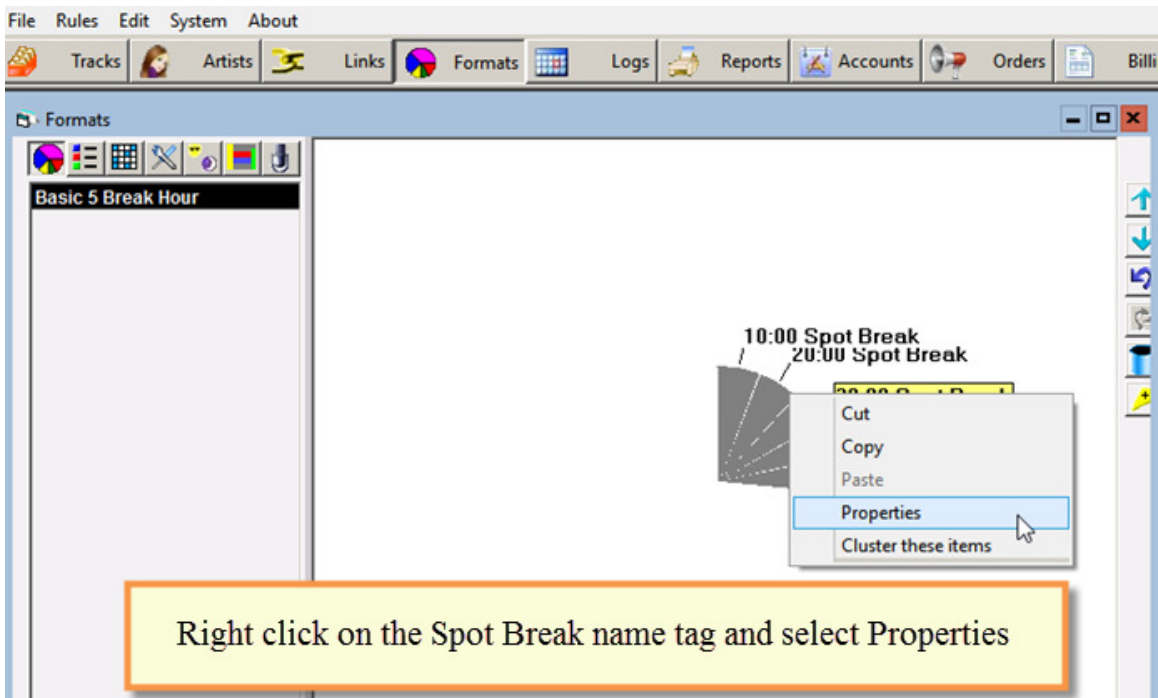 File Rules Edit System About
Tracks Artists Links Formats Logs Reports Accounts Orders Billi
Formats
Basic 5 Break Hour
10:00 Spot Break
20:00 Spot Break
Cut
Copy
Paste
Properties
Cluster these items
Right click on the Spot Break name tag and select Properties